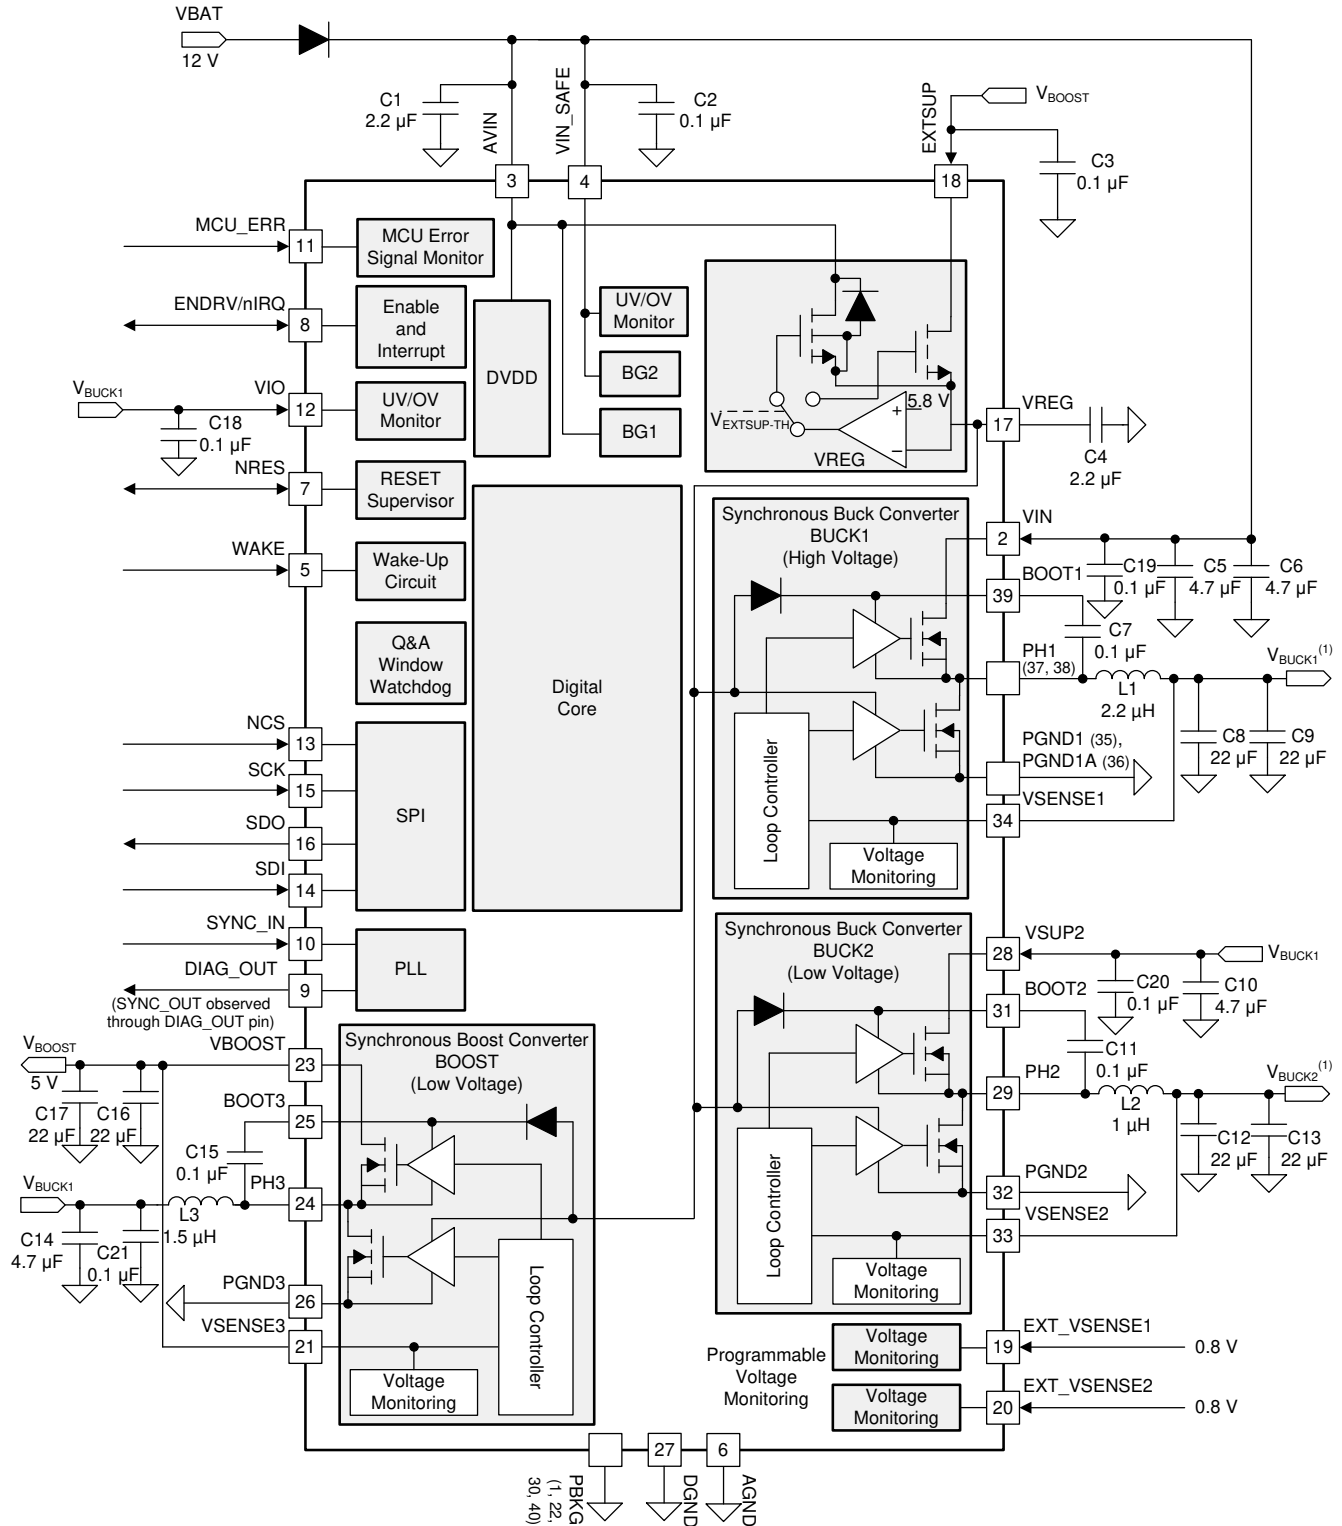 VBAT
12 V
C1
2.2 µF
AVIN
VIN_SAFE
C2
0.1 µF
EXTSUP
VBOOST
C3
0.1 µF
3
4
18
MCU_ERR
11
MCU Error
Signal Monitor
ENDRV/nIRQ
8
Enable
and
Interrupt
VBUCK1
VIO
12
C18
0.1 µF
UV/OV
Monitor
NRES
7
RESET
Supervisor
WAKE
5
Wake-Up
Circuit
Q&A
Window
Watchdog
DVDD
UV/OV
Monitor
BG2
BG1
5.8 V
+
−
VEXTSUP-TH
VREG
VREG
17
C4
2.2 µF
Digital
Core
NCS
13
SCK
15
SDO
16
SDI
14
SPI
SYNC_IN
10
DIAG_OUT
9
(SYNC_OUT observed
through DIAG_OUT pin)
PLL
Synchronous Buck Converter
BUCK1
(High Voltage)
Loop Controller
Voltage
Monitoring
VIN
2
BOOT1
39
C19
0.1 µF
C5
4.7 µF
C6
4.7 µF
C7
0.1 µF
PH1
(37, 38)
L1
2.2 µH
VBUCK1(1)
C8
22 µF
C9
22 µF
PGND1 (35),
PGND1A (36)
VSENSE1
34
Synchronous Buck Converter
BUCK2
(Low Voltage)
Loop Controller
Voltage
Monitoring
VSUP2
28
VBUCK1
C20
0.1 µF
C10
4.7 µF
BOOT2
31
C11
0.1 µF
PH2
29
L2
1 µH
VBUCK2(1)
C12
22 µF
C13
22 µF
PGND2
32
VSENSE2
33
Synchronous Boost Converter
BOOST
(Low Voltage)
Loop Controller
Voltage
Monitoring
VBOOST
5 V
VBOOST
23
C17
22 µF
C16
22 µF
BOOT3
25
C15
0.1 µF
VBUCK1
PH3
24
L3
1.5 µH
C14
4.7 µF
C21
0.1 µF
PGND3
26
VSENSE3
21
Programmable
Voltage
Monitoring
Voltage
Monitoring
EXT_VSENSE1
19
0.8 V
Voltage
Monitoring
EXT_VSENSE2
20
0.8 V
27
6
PBKG
(1, 22,
30, 40)
DGND
AGND